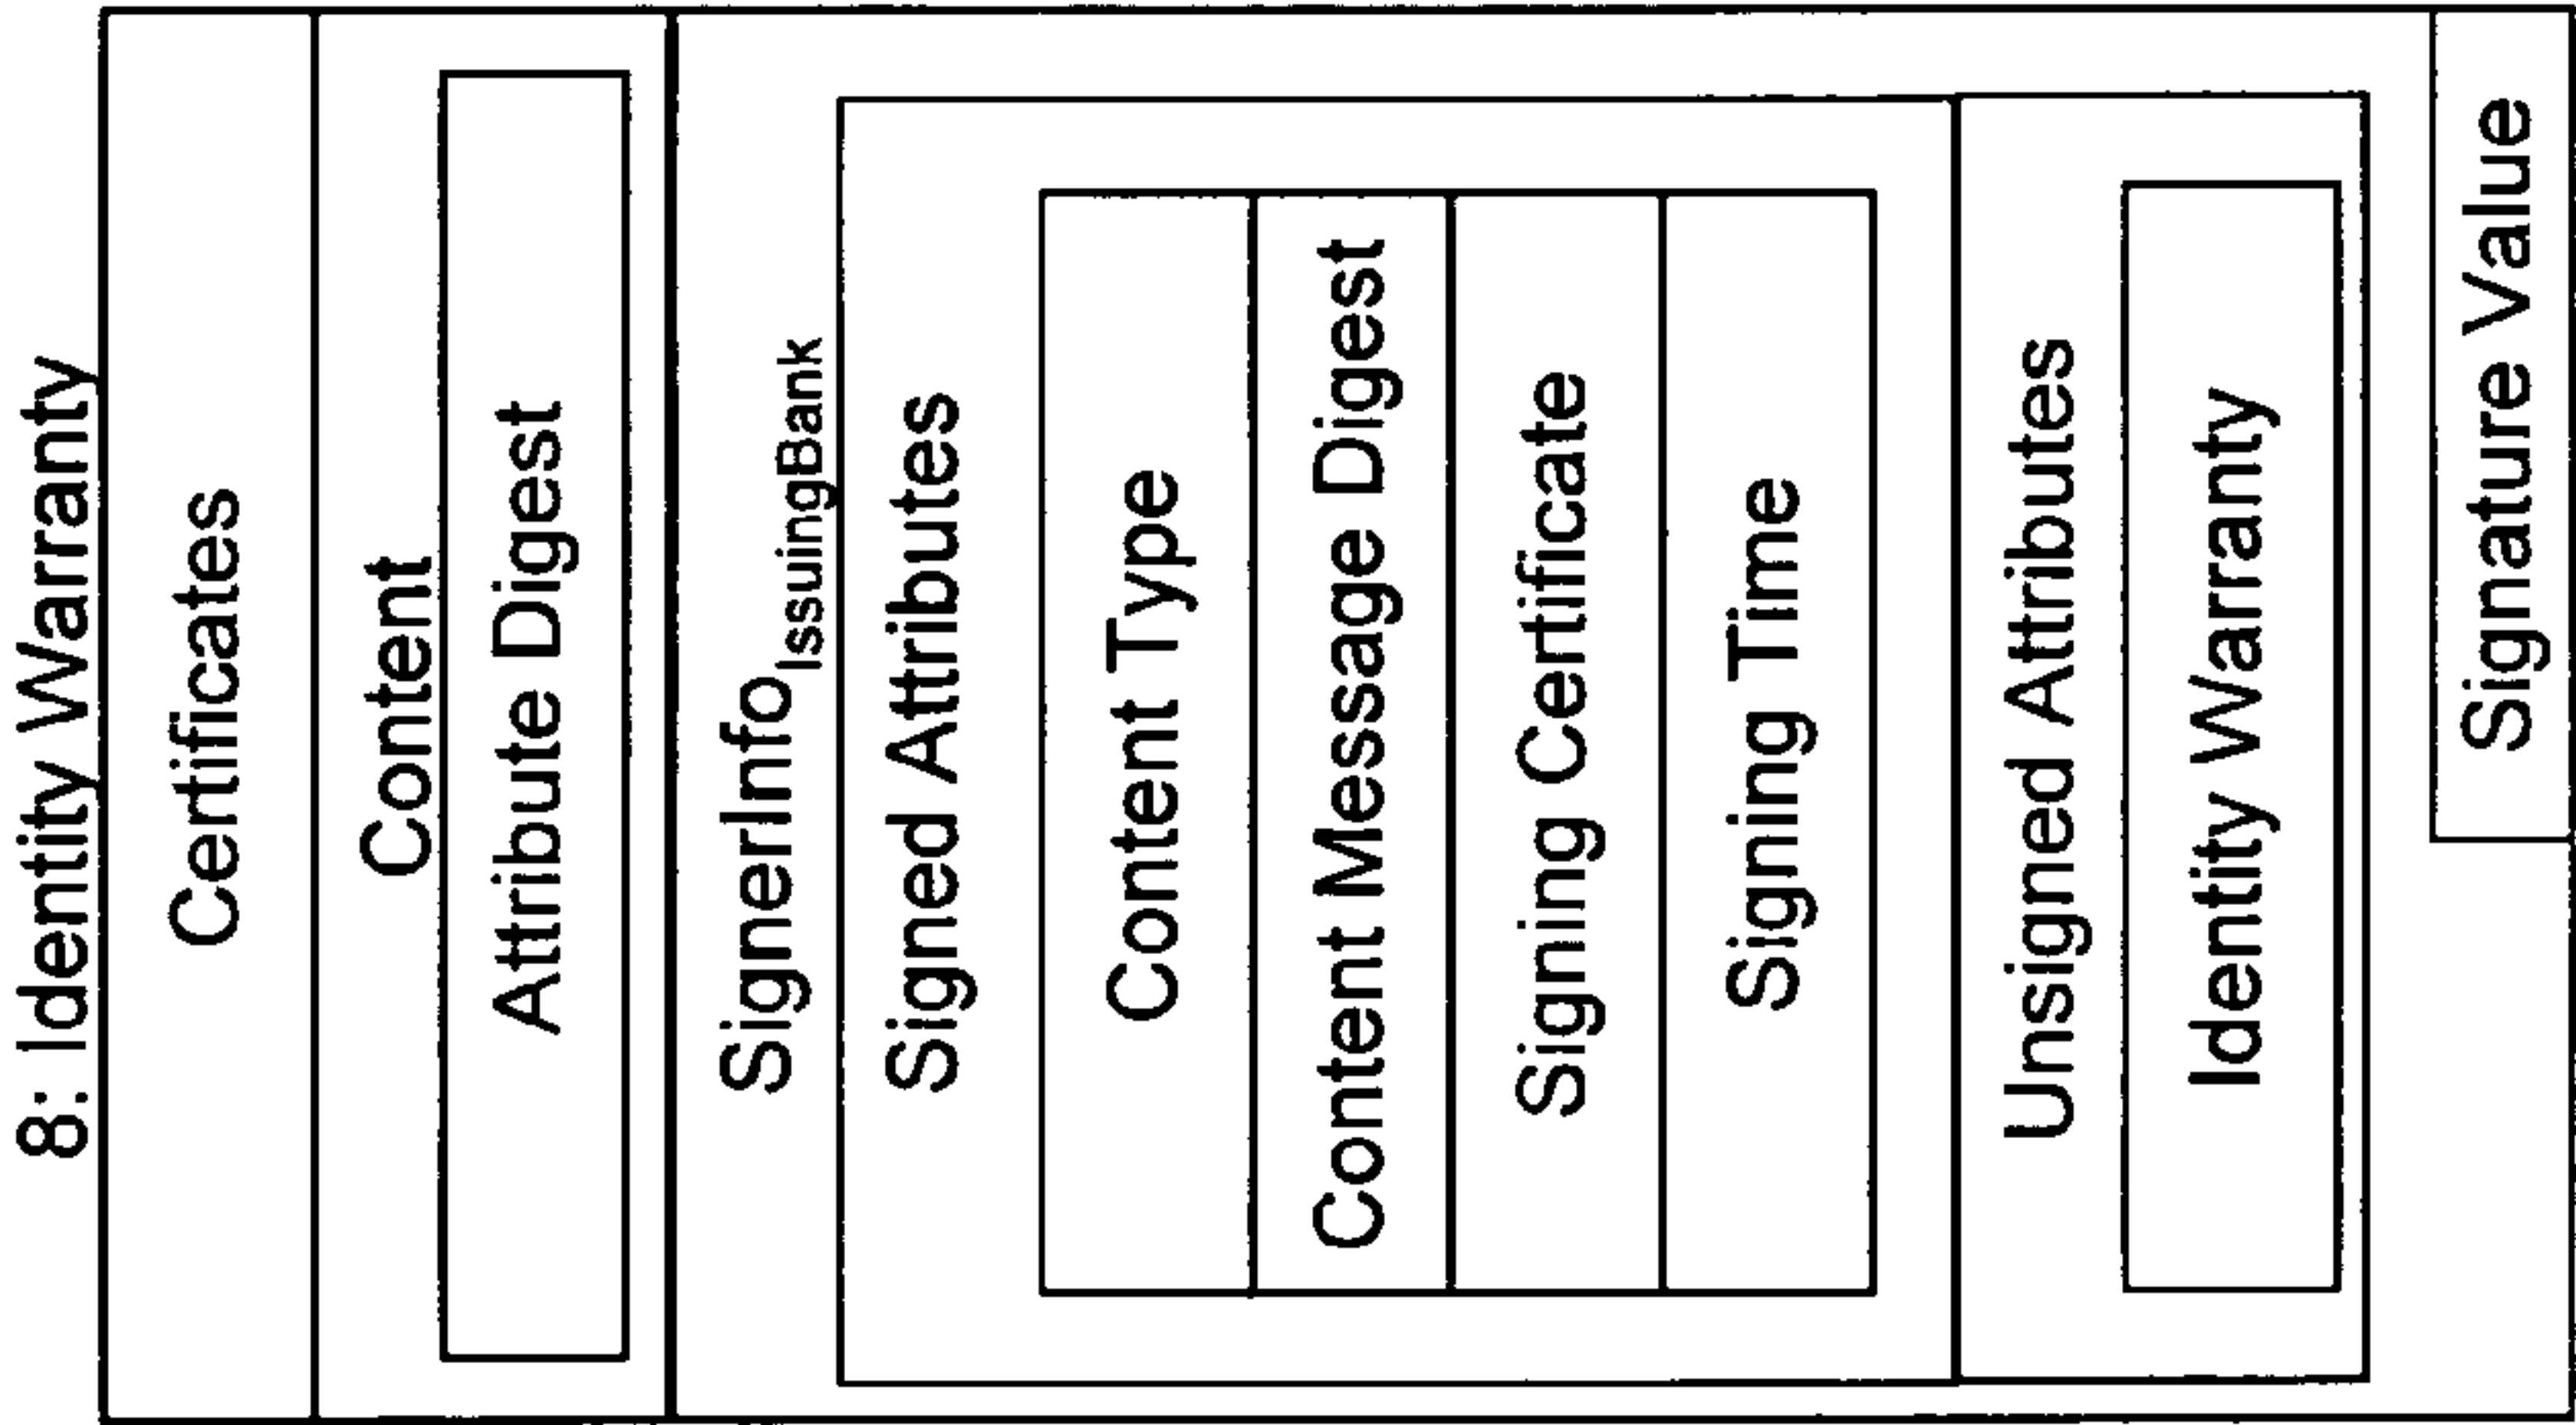 8: Identity Warranty
Certificates
Content
Attribute Digest
SignerInfoIssuingBank
Signed Attributes
Content Type
Content Message Digest
Signing Certificate
Signing Time
Unsigned Attributes
Identity Warranty
Signature Value